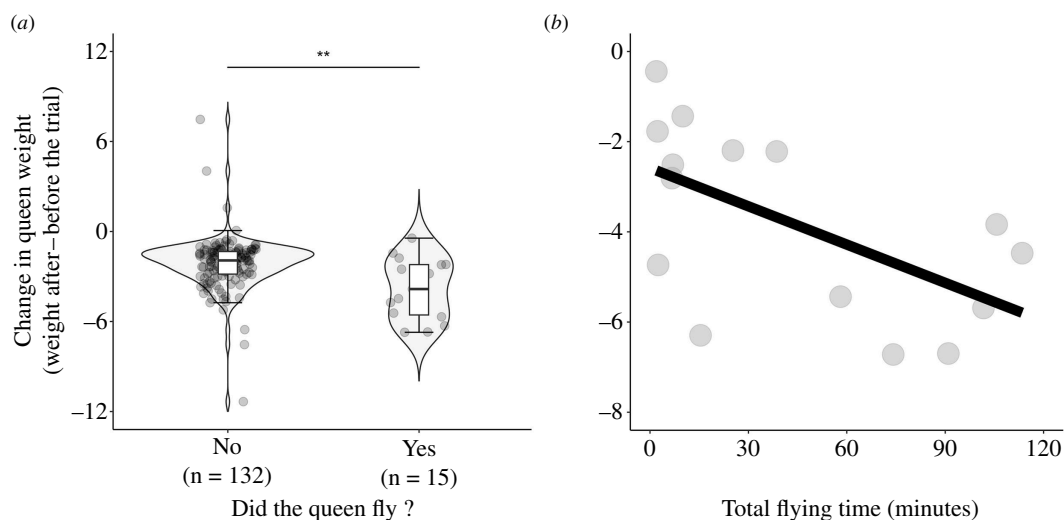 (a)
12
6
0
−6
−12
Change in queen weight
(weight after−before the trial)
**
No
(n = 132)
Yes
(n = 15)
Did the queen fly ?
(b)
0
−2
−4
−6
−8
0 30 60 90 120
Total flying time (minutes)